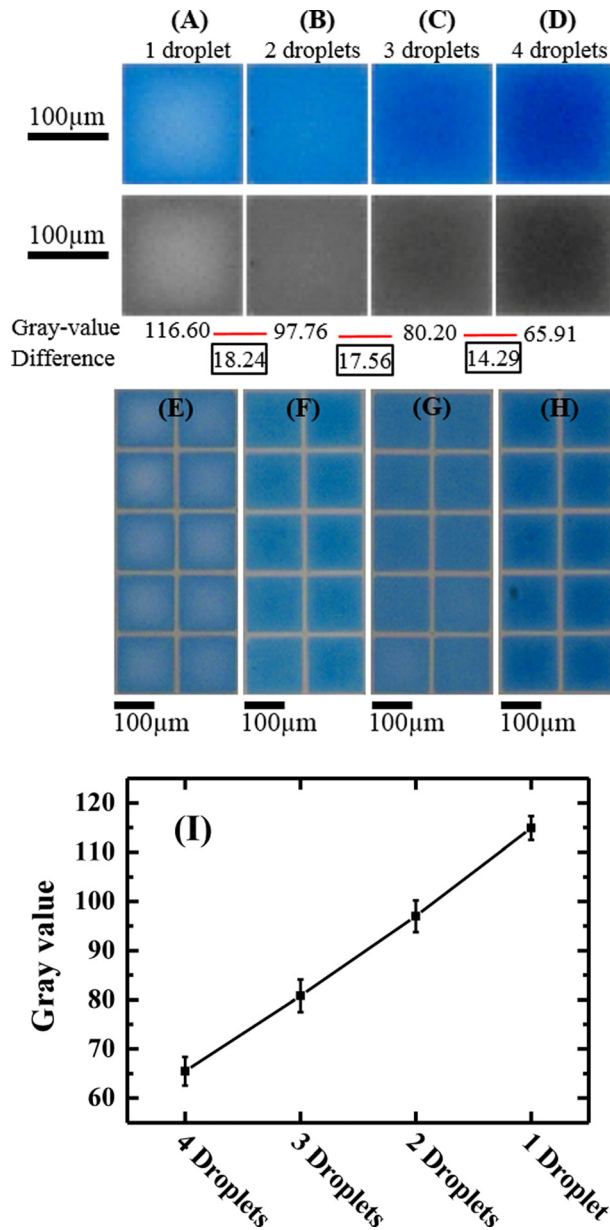 (A) (B) (C) (D)
1 droplet 2 droplets 3 droplets 4 droplets
100μm
100μm
Gray-value 116.60 97.76 80.20 65.91
Difference 18.24 17.56 14.29
(E) (F) (G) (H)
100μm 100μm 100μm 100μm
(I)
Gray value
120
110
100
90
80
70
60
4 Droplets
3 Droplets
2 Droplets
1 Droplet